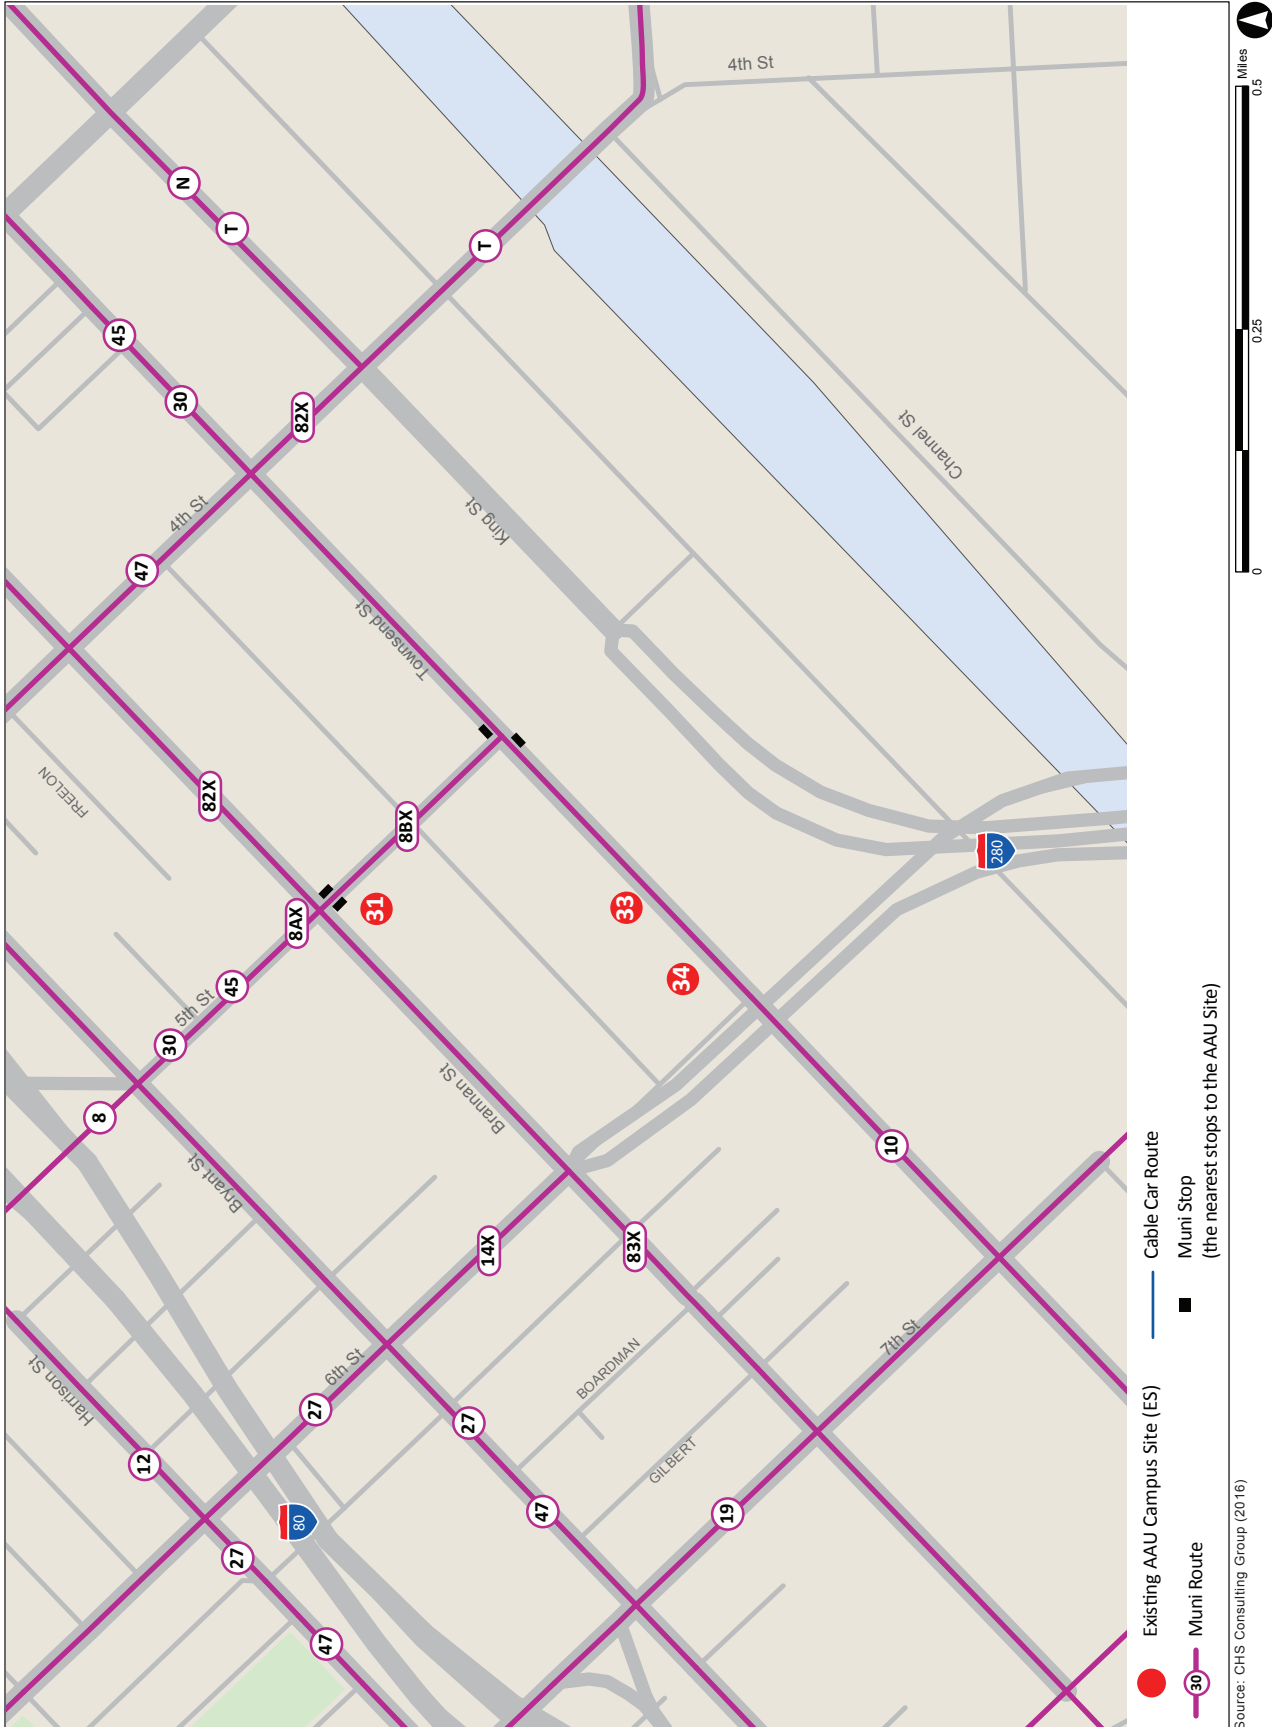 4th St
N
T
T
45
30
82X
4th St
47
King St
Channel St
Townsend St
FREELON
82X
8BX
8AX
31
5th St
45
30
8
33
34
280
Brannan St
Bryant St
10
14X
83X
6th St
Harrison St
27
27
12
BOARDMAN
7th St
GILBERT
80
27
47
19
47
Existing AAU Campus Site (ES)
30 Muni Route
Cable Car Route
Muni Stop
(the nearest stops to the AAU Site)
0 0.25 0.5
Miles
Source: CHS Consulting Group (2016)